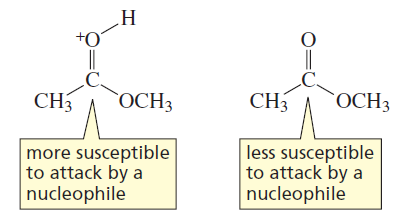 H
+O
O
C
C
CH3
OCH3
CH3
OCH3
more susceptible
to attack by a
nucleophile
less susceptible
to attack by a
nucleophile